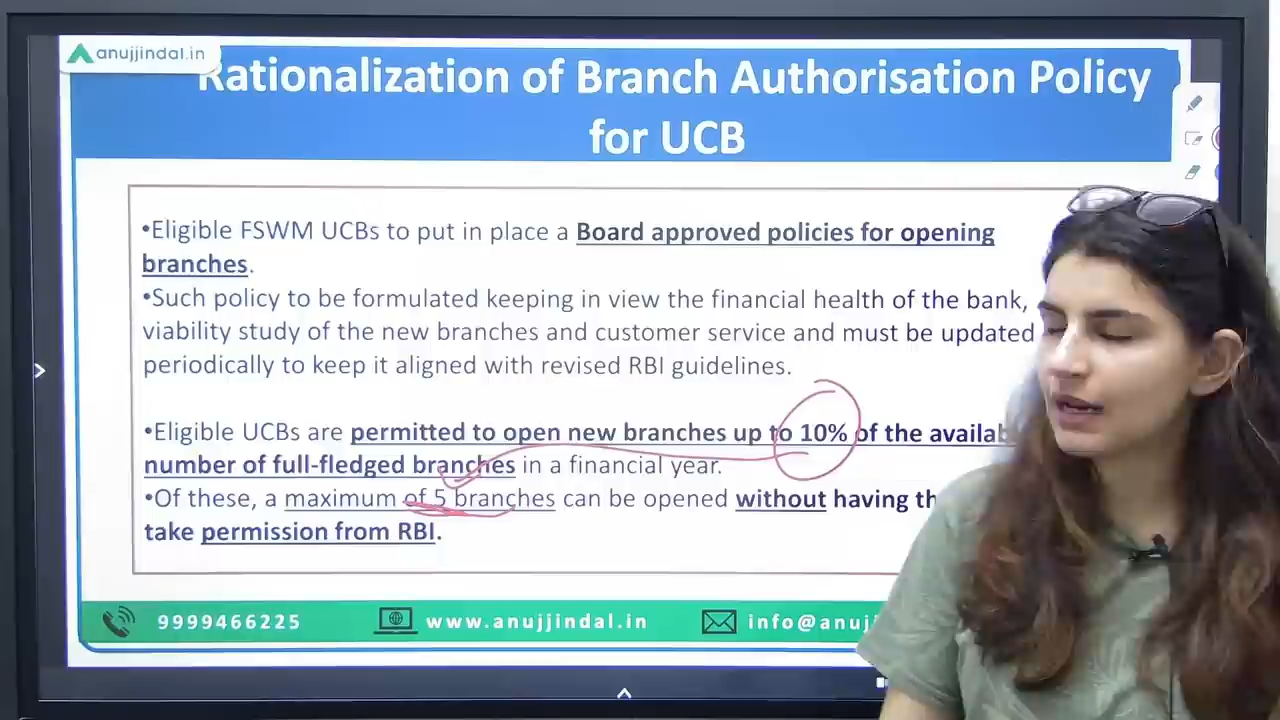 anujjindal.in
Rationalization of Branch Authorisation Policy
for UCB
•Eligible FSWM UCBs to put in place a Board approved policies for opening
branches.
•Such policy to be formulated keeping in view the financial health of the bank,
viability study of the new branches and customer service and must be updated
periodically to keep it aligned with revised RBI guidelines.
•Eligible UCBs are permitted to open new branches up to 10% of the
number of full-fledged branches in a financial year.
•Of these, a maximum of 5 branches can be opened without having
take permission from RBI.
9999466225
www.anujjindal.in